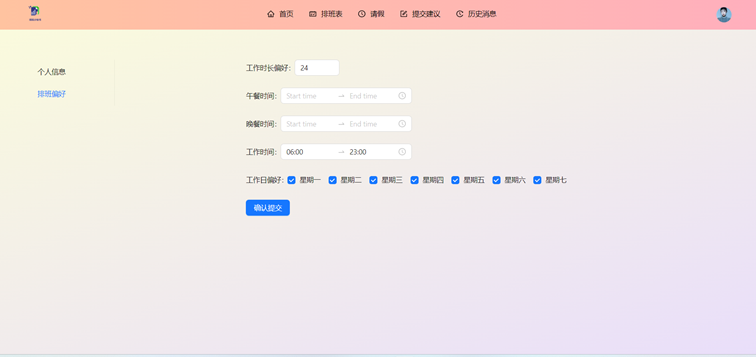 首页 排班表 请假 提交建议 历史消息
个人信息
排班偏好
工作时长偏好: 24
午餐时间: Start time End time
晚餐时间: Start time End time
工作时间: 06:00 23:00
工作日偏好: 星期一 星期二 星期三 星期四 星期五 星期六 星期七
确认提交